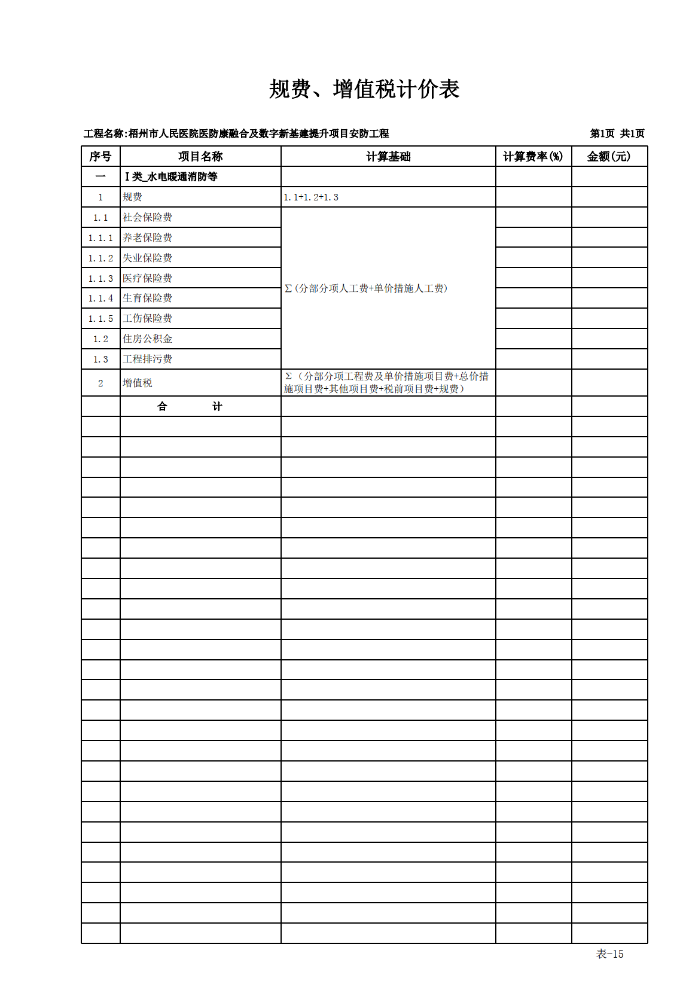 规费、增值税计价表
工程名称:梧州市人民医院医防康融合及数字新基建提升项目安防工程 第1页 共1页
序号 项目名称 计算基础 计算费率(%) 金额(元)
一 Ⅰ类_水电暖通消防等
1 规费 1.1+1.2+1.3
1.1 社会保险费
1.1.1 养老保险费
1.1.2 失业保险费
1.1.3 医疗保险费
Σ(分部分项人工费+单价措施人工费)
1.1.4 生育保险费
1.1.5 工伤保险费
1.2 住房公积金
1.3 工程排污费
2 增值税 Σ（分部分项工程费及单价措施项目费+总价措
施项目费+其他项目费+税前项目费+规费）
合 计
表-15